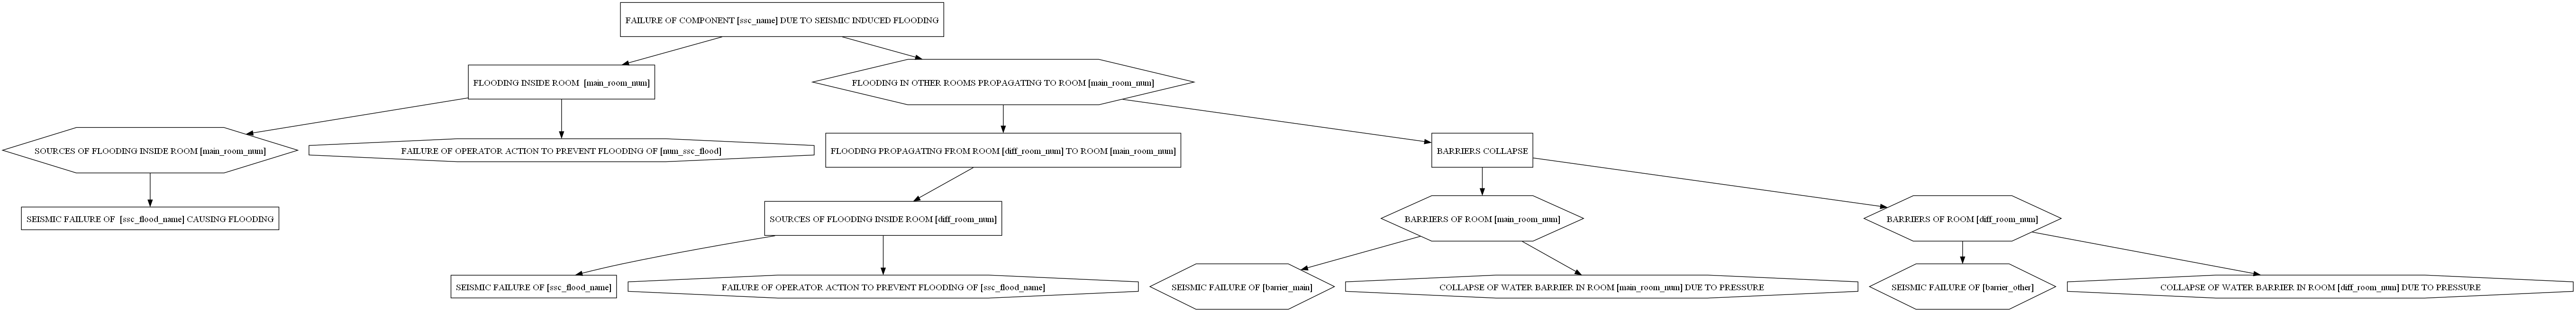 FAILURE OF COMPONENT [ssc_name] DUE TO SEISMIC INDUCED FLOODING
FLOODING INSIDE ROOM  [main_room_num]
FLOODING IN OTHER ROOMS PROPAGATING TO ROOM [main_room_num]
SOURCES OF FLOODING INSIDE ROOM [main_room_num]
FAILURE OF OPERATOR ACTION TO PREVENT FLOODING OF [num_ssc_flood]
FLOODING PROPAGATING FROM ROOM [diff_room_num] TO ROOM [main_room_num]
BARRIERS COLLAPSE
SEISMIC FAILURE OF  [ssc_flood_name] CAUSING FLOODING
SOURCES OF FLOODING INSIDE ROOM [diff_room_num]
BARRIERS OF ROOM [main_room_num]
BARRIERS OF ROOM [diff_room_num]
SEISMIC FAILURE OF [ssc_flood_name]
FAILURE OF OPERATOR ACTION TO PREVENT FLOODING OF [ssc_flood_name]
SEISMIC FAILURE OF [barrier_main]
COLLAPSE OF WATER BARRIER IN ROOM [main_room_num] DUE TO PRESSURE
SEISMIC FAILURE OF [barrier_other]
COLLAPSE OF WATER BARRIER IN ROOM [diff_room_num] DUE TO PRESSURE